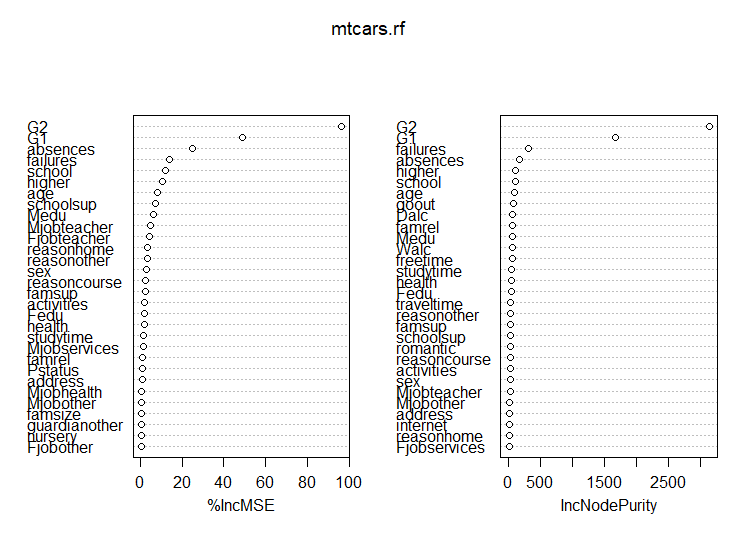 mtcars.rf
G2
G1
absences
failures
school
higher
age
schoolsup
Medu
Mjobteacher
Fjobteacher
reasonhome
reasonother
sex
reasoncourse
famsup
activities
Fedu
health
studytime
Mjobservices
famrel
Pstatus
address
Mjobhealth
Mjobother
famsize
guardianother
nursery
Fjobother
0 20 40 60 80 100
%IncMSE
G2
G1
failures
absences
higher
school
age
goout
Dalc
famrel
Medu
Walc
freetime
studytime
health
Fedu
traveltime
reasonother
famsup
schoolsup
romantic
reasoncourse
activities
sex
Mjobteacher
Mjobother
address
internet
reasonhome
Fjobservices
0 500 1500 2500
IncNodePurity